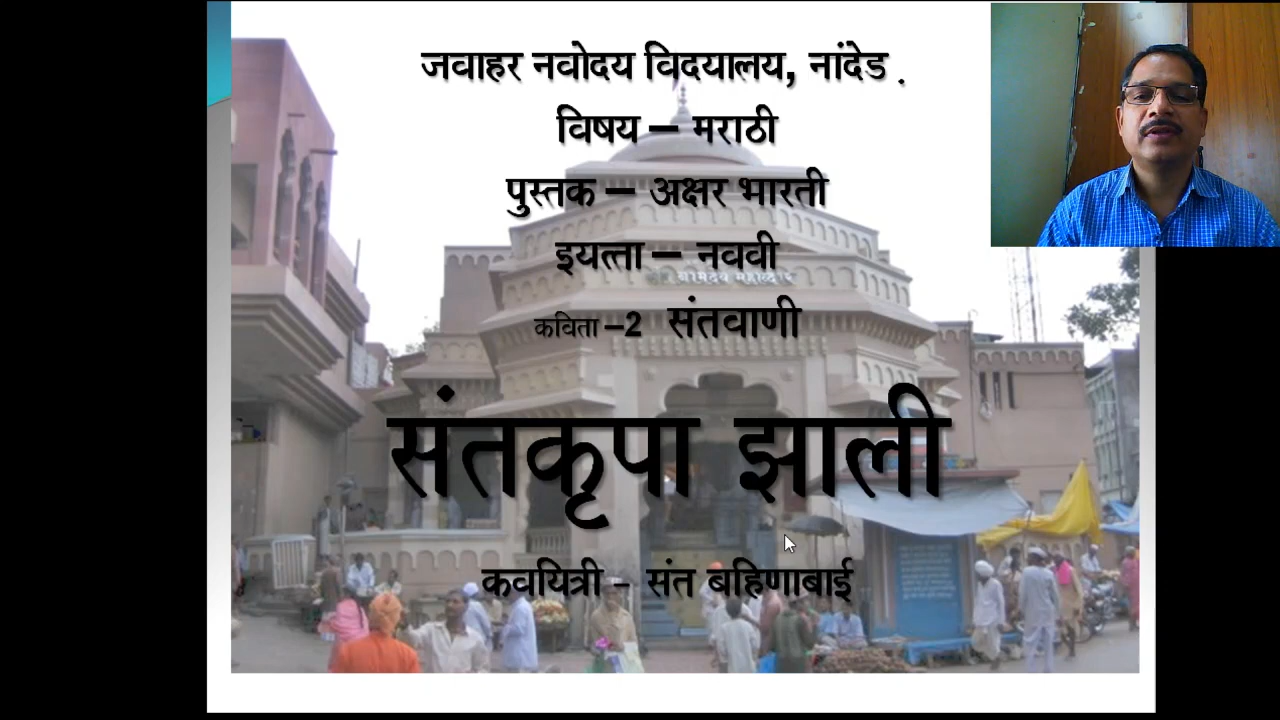 जवाहर नवोदय विदयालय, नांदेड .
विषय – मराठी
पुस्तक – अक्षर भारती
इयत्ता – नववी
कविता –2 संतवाणी
संतकृपा झाली
कवयित्री – संत बहिणाबाई